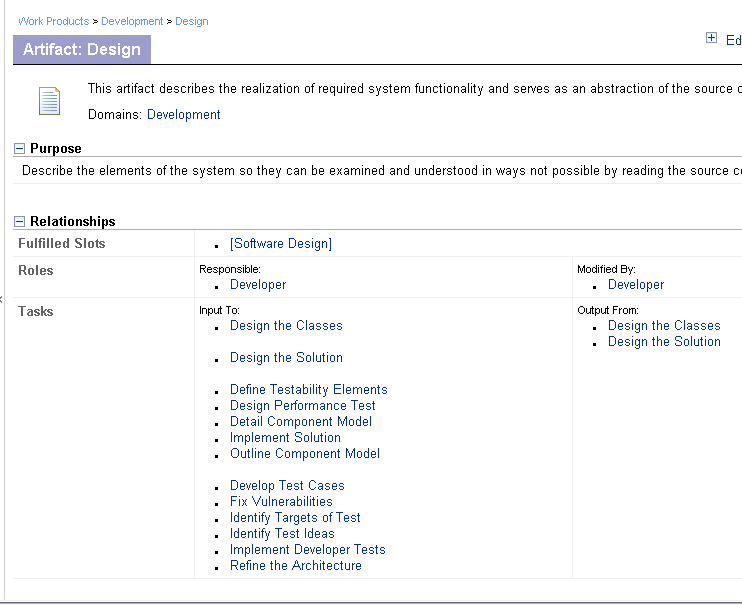 Work Products > Development > Design
Artifact: Design
This artifact describes the realization of required system functionality and serves as an abstraction of the source
Domains: Development
Purpose
Describe the elements of the system so they can be examined and understood in ways not possible by reading the source
Relationships
Fulfilled Slots
[Software Design]
Roles
Responsible:
Developer
Modified By:
Developer
Tasks
Input To:
Design the Classes
Design the Solution
Define Testability Elements
Design Performance Test
Detail Component Model
Implement Solution
Outline Component Model
Develop Test Cases
Fix Vulnerabilities
Identify Targets of Test
Identify Test Ideas
Implement Developer Tests
Refine the Architecture
Output From:
Design the Classes
Design the Solution